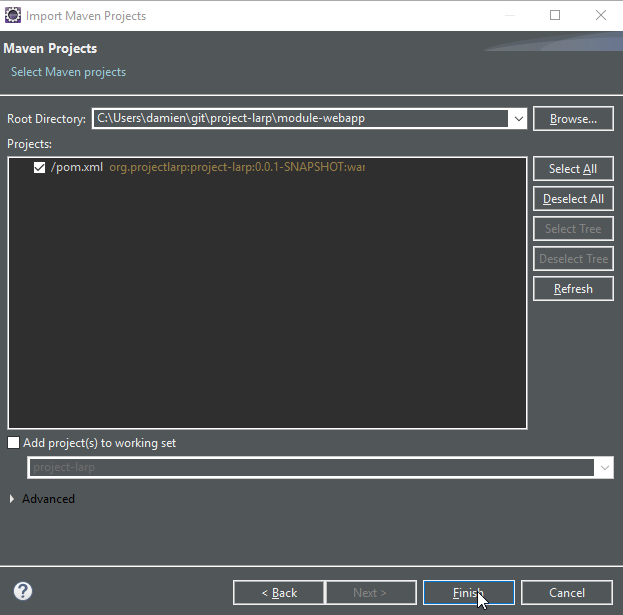 Import Maven Projects
Maven Projects
Select Maven projects
Root Directory: C:\Users\damien\git\project-larp\module-webapp Browse...
Projects:
/pom.xml org.projectlarp:project-larp:0.0.1-SNAPSHOT:war
Select All
Deselect All
Select Tree
Deselect Tree
Refresh
Add project(s) to working set
project-larp
Advanced
? < Back Next > Finish Cancel